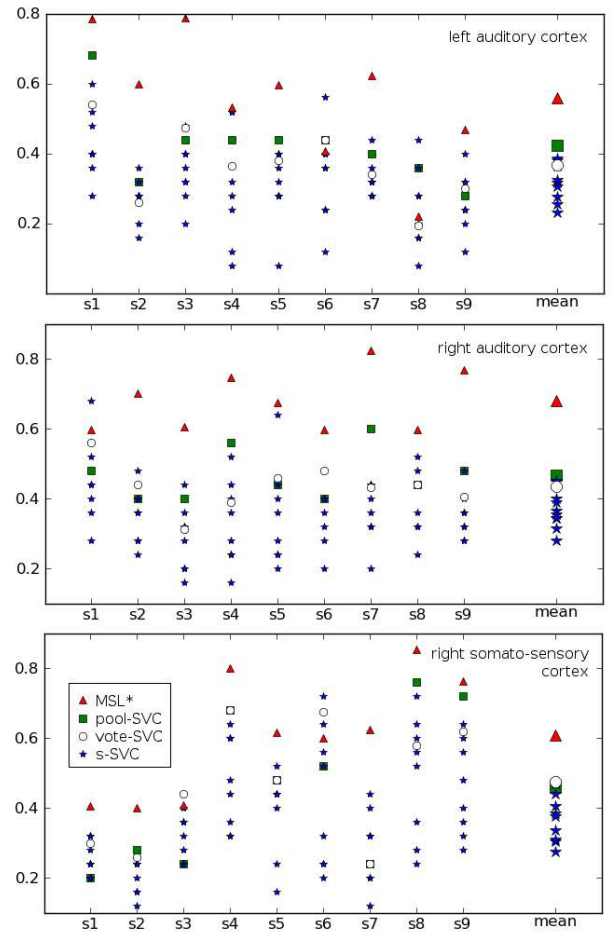 0.8
left auditory cortex
0.6
0.4
0.2
s1 s2 s3 s4 s5 s6 s7 s8 s9 mean
right auditory cortex
0.8
0.6
0.4
0.2
s1 s2 s3 s4 s5 s6 s7 s8 s9 mean
right somato-sensory
cortex
0.8
MSL*
pool-SVC
vote-SVC
s-SVC
0.6
0.4
0.2
s1 s2 s3 s4 s5 s6 s7 s8 s9 mean